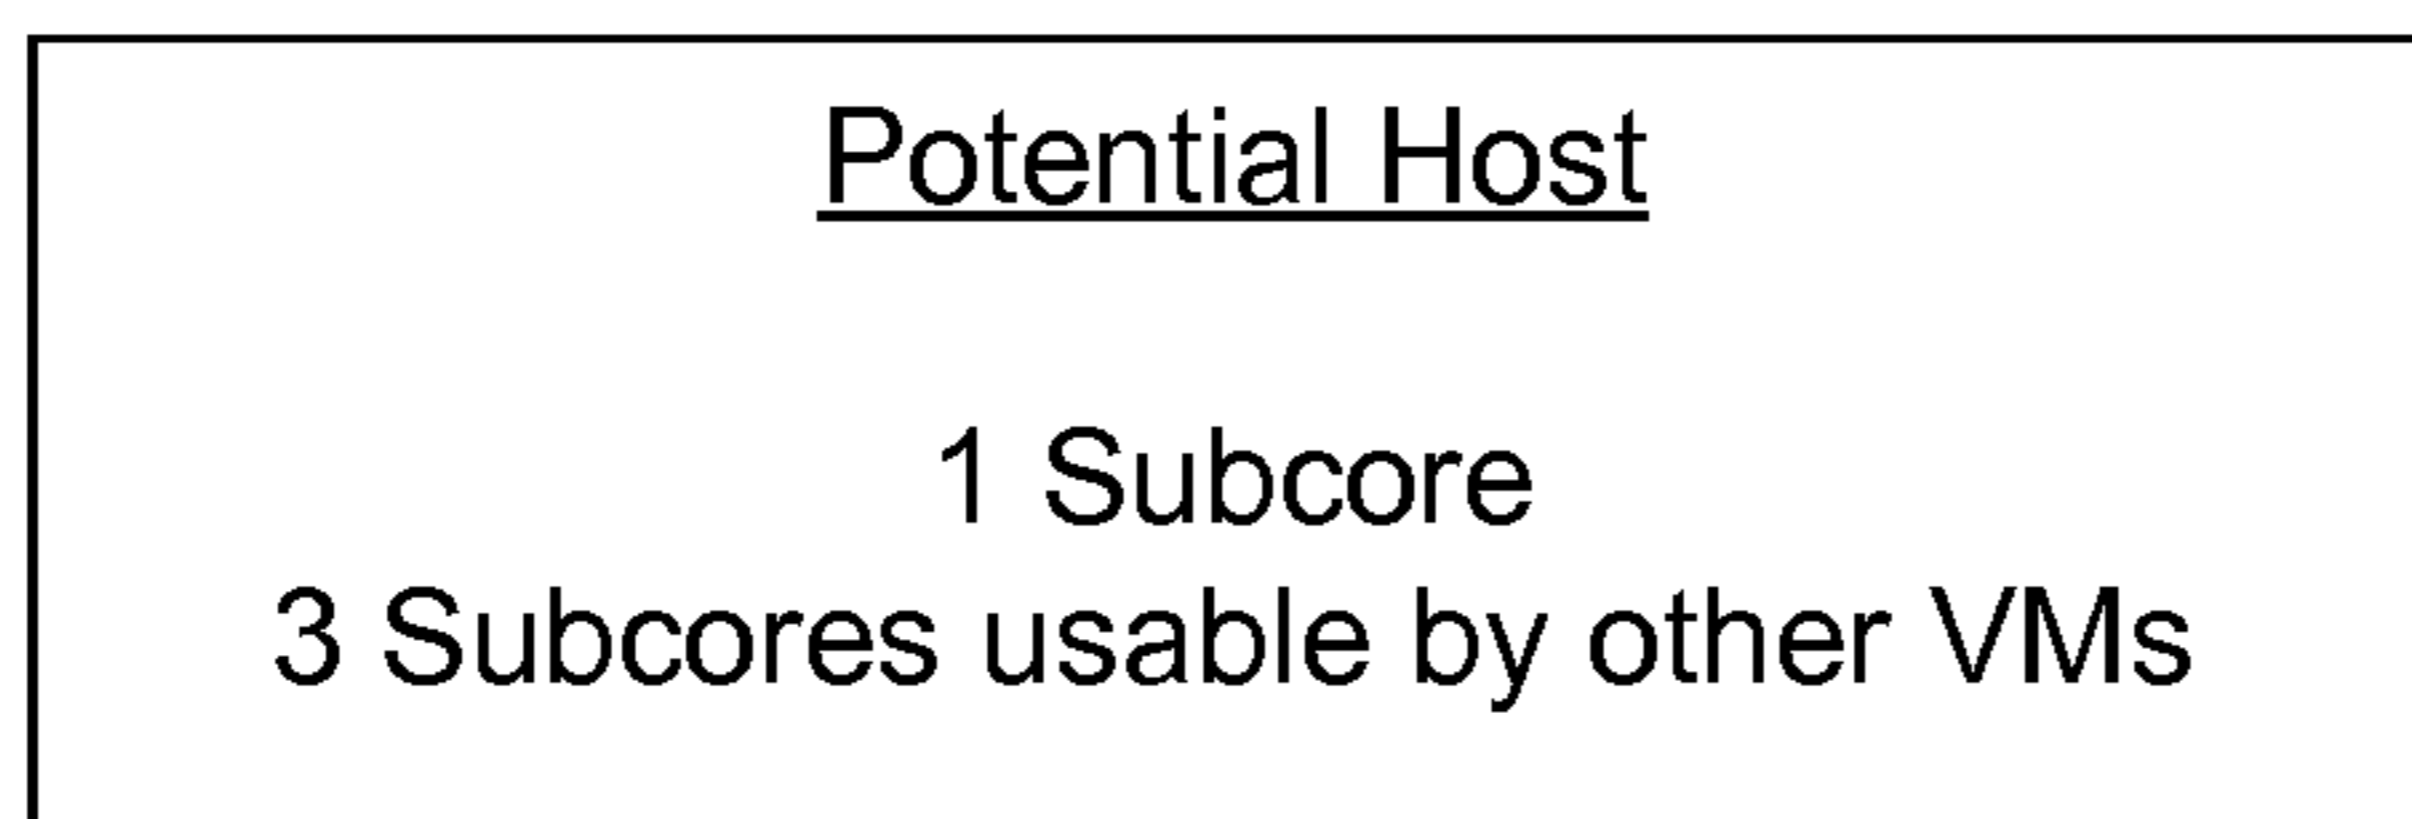 Potential Host
1 Subcore
3 Subcores usable by other VMs